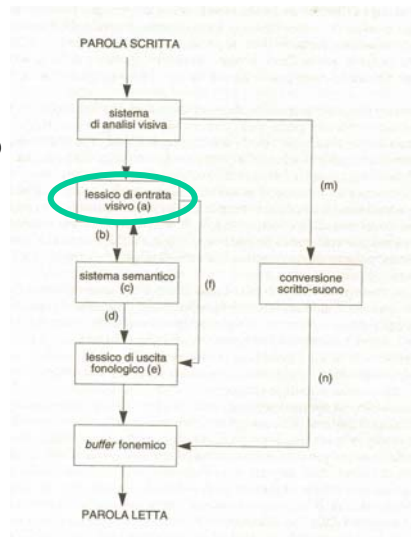 PAROLA SCRITTA
sistema
di analisi visiva
(m)
lessico di entrata
visivo (a)
(b)
(f)
sistema semantico
(c)
conversione
scritto-suono
(d)
lessico di uscita
fonologico (e)
(n)
buffer fonemico
PAROLA LETTA